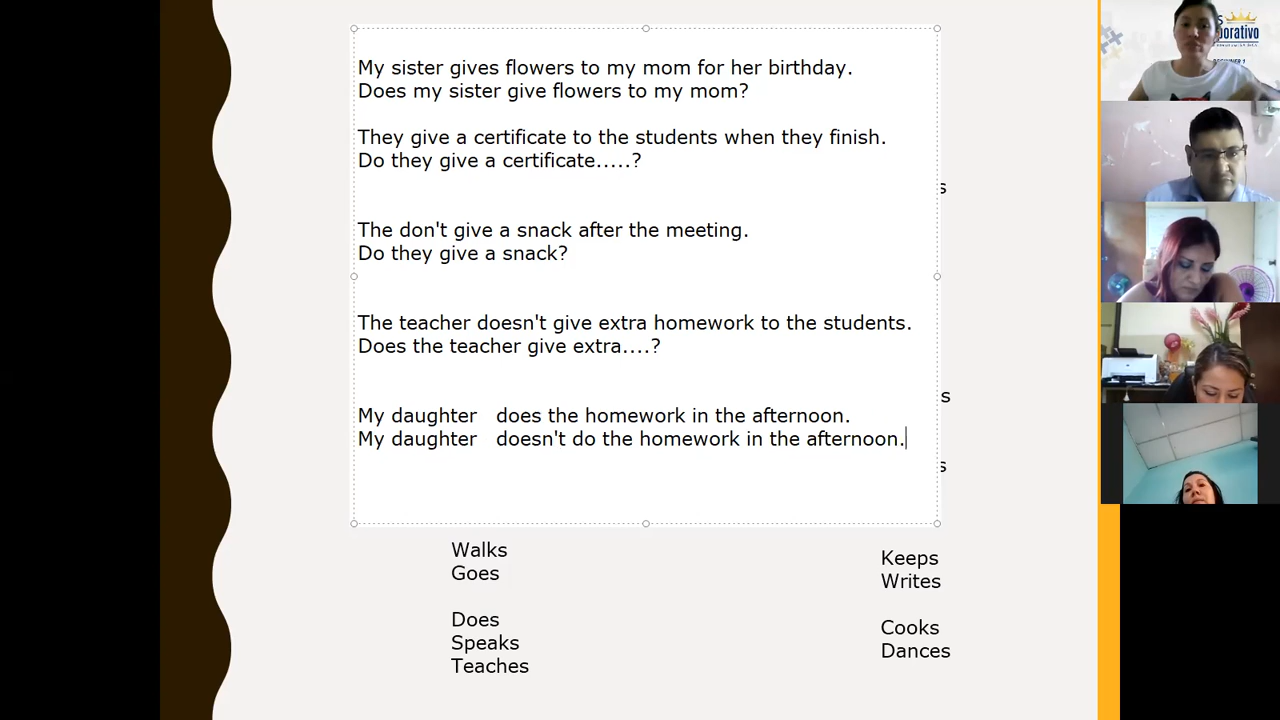 My sister gives flowers to my mom for her birthday.
Does my sister give flowers to my mom?
They give a certificate to the students when they finish.
Do they give a certificate.....?
s
The don't give a snack after the meeting.
Do they give a snack?
The teacher doesn't give extra homework to the students.
Does the teacher give extra....?
s
My daughter does the homework in the afternoon.
My daughter doesn't do the homework in the afternoon.
s
Walks
Goes
Does
Speaks
Teaches
Keeps
Writes
Cooks
Dances
S
porativo